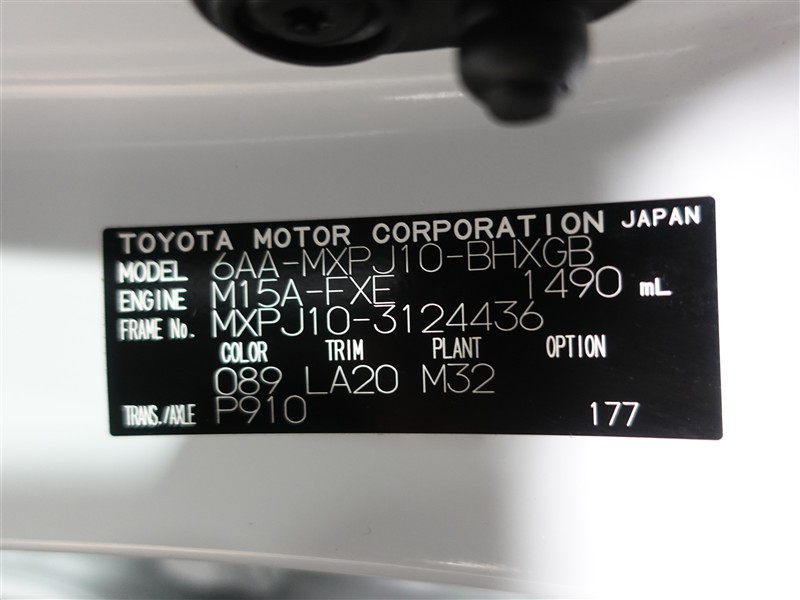 TOYOTA MOTOR CORPORATION JAPAN
MODEL 6AA-MXPJ10-BHXGB
ENGINE M15A-FXE 1490 mL
FRAME No. MXPJ10-3124436
COLOR TRIM PLANT OPTION
089 LA20 M32
TRANS./AXLE P910 177